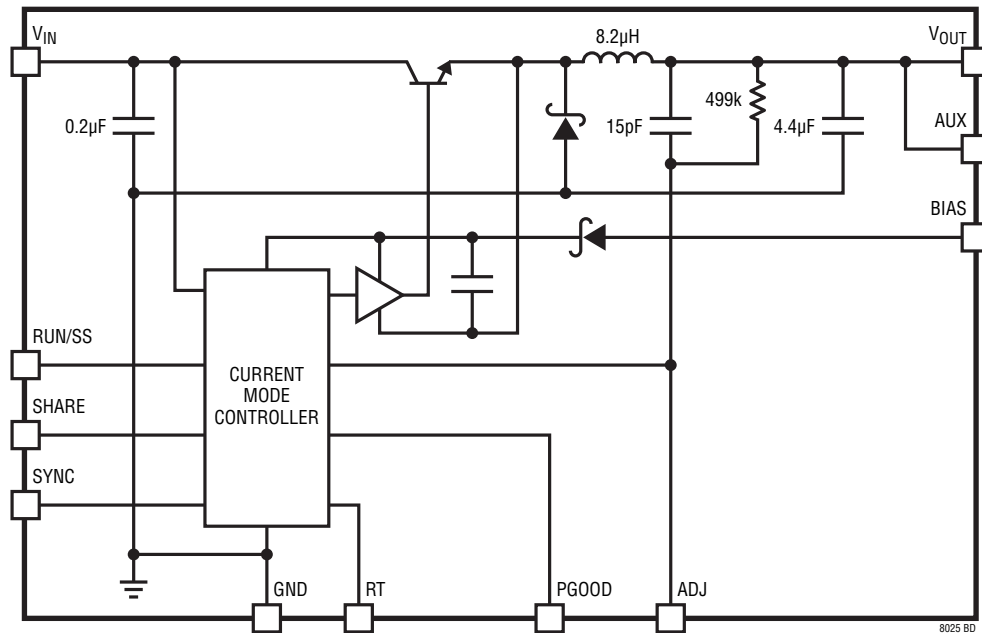 VIN
8.2µH
VOUT
0.2µF
15pF
499k
4.4µF
AUX
BIAS
RUN/SS
CURRENT
MODE
CONTROLLER
SHARE
SYNC
GND
RT
PGOOD
ADJ
8025 BD